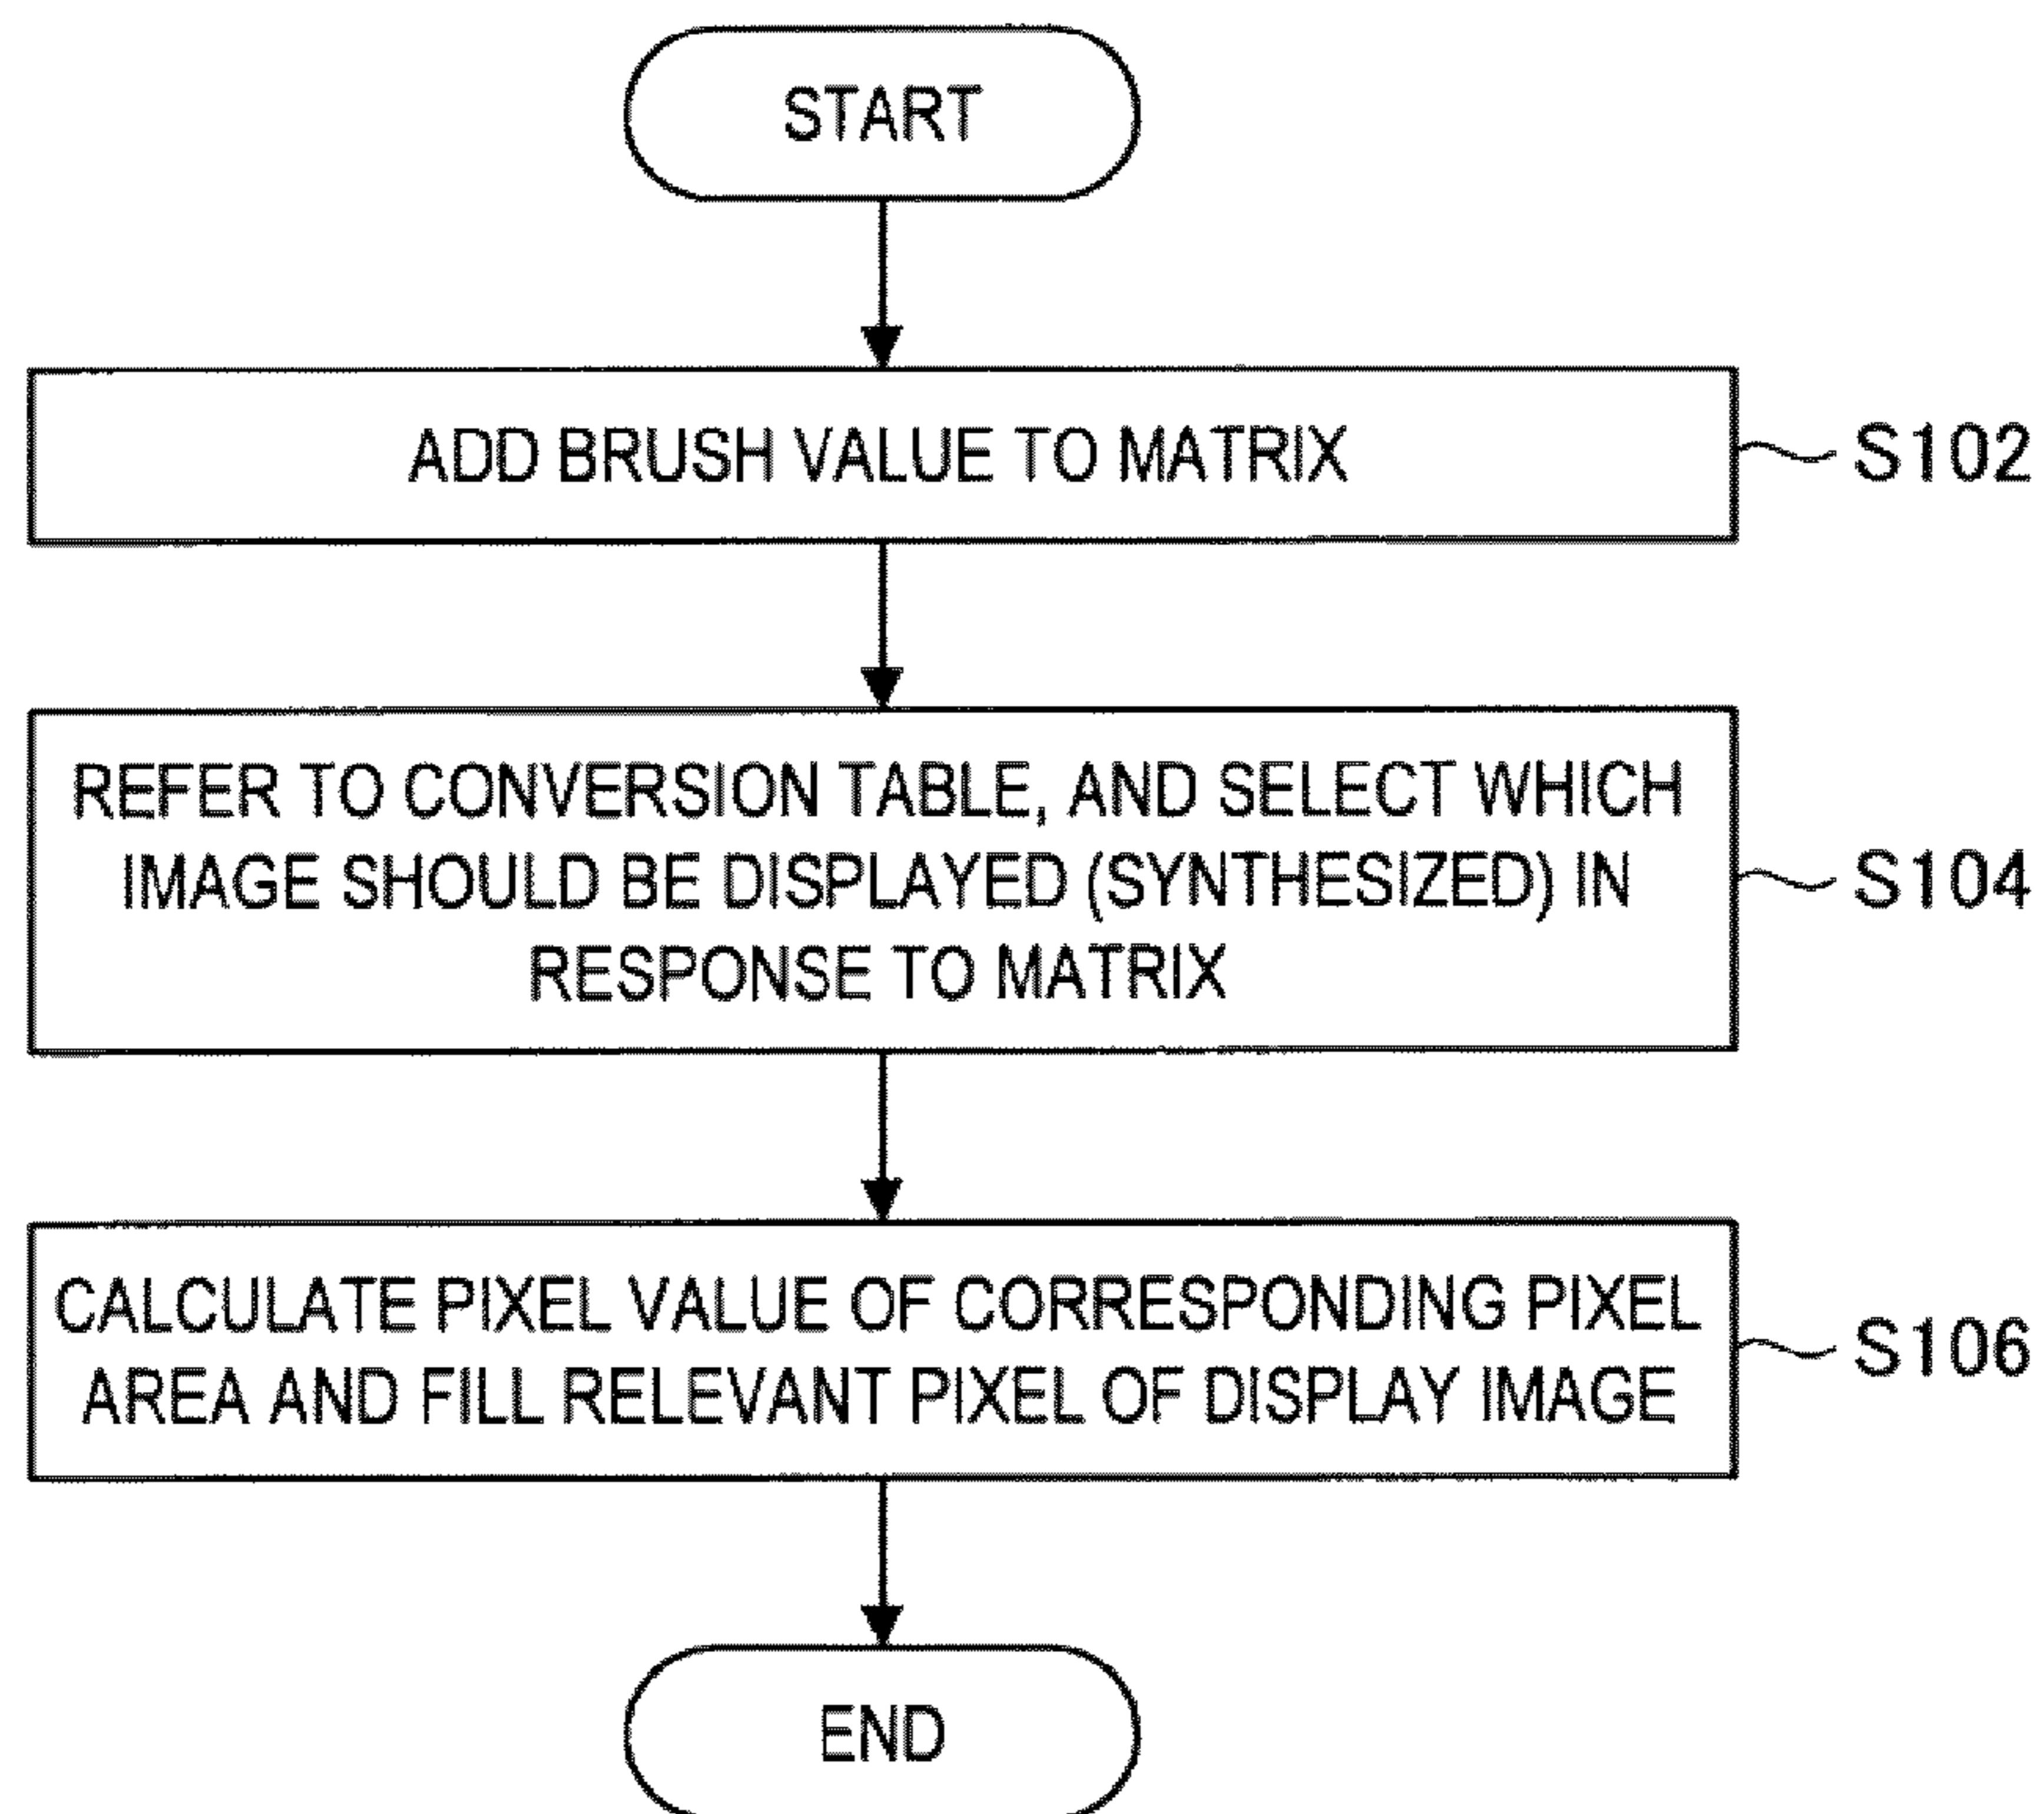 START
ADD BRUSH VALUE TO MATRIX
S102
REFER TO CONVERSION TABLE, AND SELECT WHICH
IMAGE SHOULD BE DISPLAYED (SYNTHESIZED) IN
RESPONSE TO MATRIX
S104
CALCULATE PIXEL VALUE OF CORRESPONDING PIXEL
AREA AND FILL RELEVANT PIXEL OF DISPLAY IMAGE
S106
END